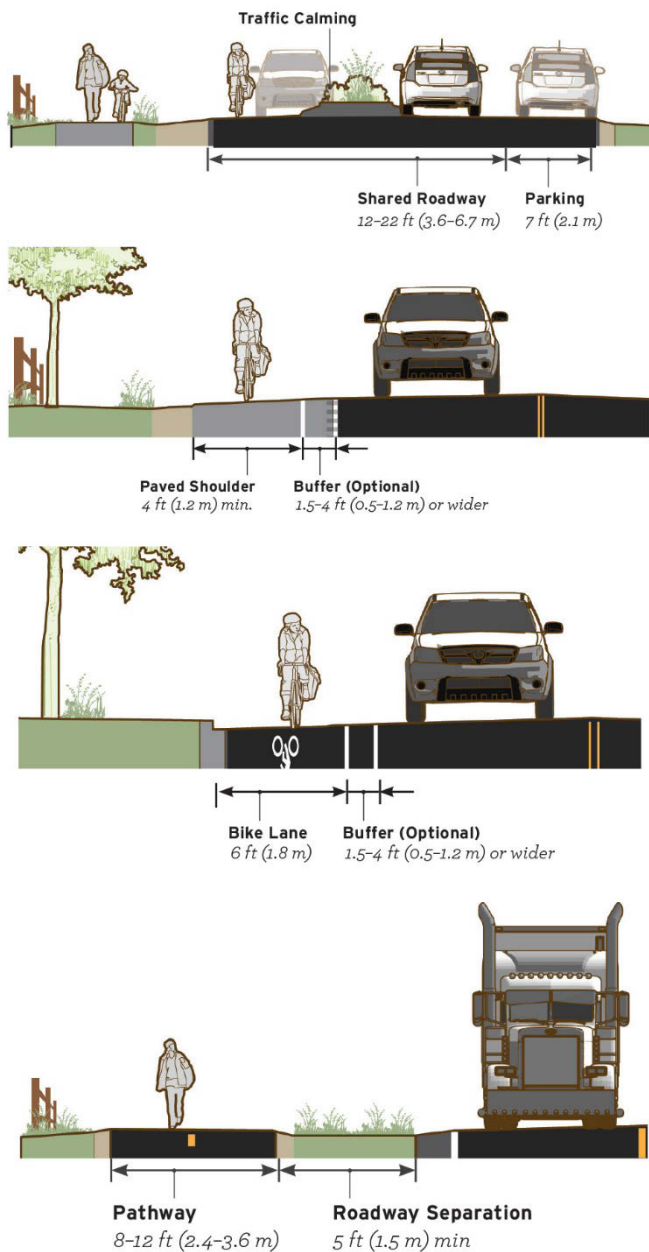 Traffic Calming
Shared Roadway
12–22 ft (3.6–6.7 m)
Parking
7 ft (2.1 m)
Paved Shoulder
4 ft (1.2 m) min.
Buffer (Optional)
1.5–4 ft (0.5–1.2 m) or wider
Bike Lane
6 ft (1.8 m)
Buffer (Optional)
1.5–4 ft (0.5–1.2 m) or wider
Pathway
8–12 ft (2.4–3.6 m)
Roadway Separation
5 ft (1.5 m) min